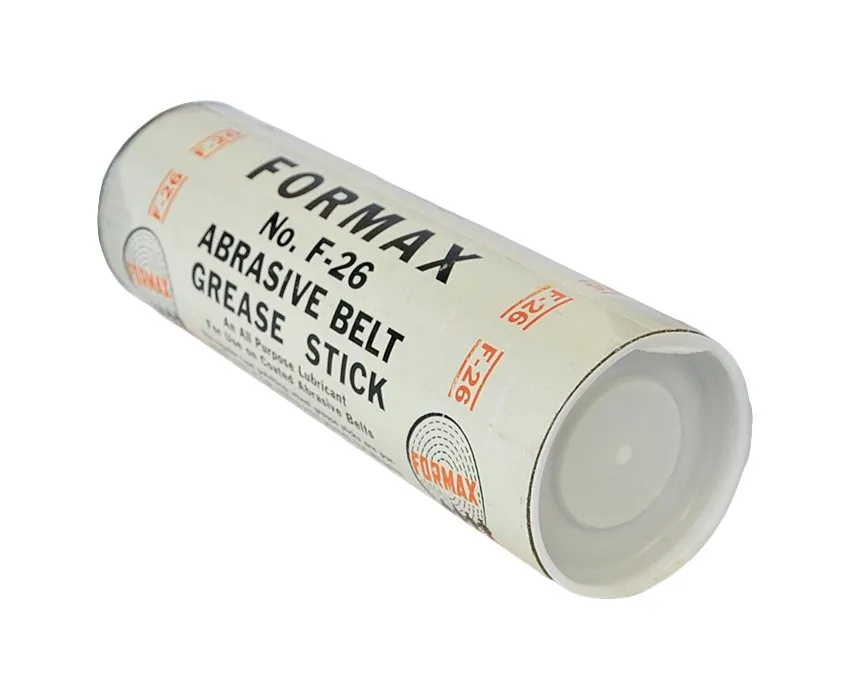 F-26
F-26
FORMAX
No. F-26
ABRASIVE BELT
GREASE STICK
An All Purpose Lubricant
For Use on Coated Abrasive Belts
FORMAX
F-26
F-26
FORMAX